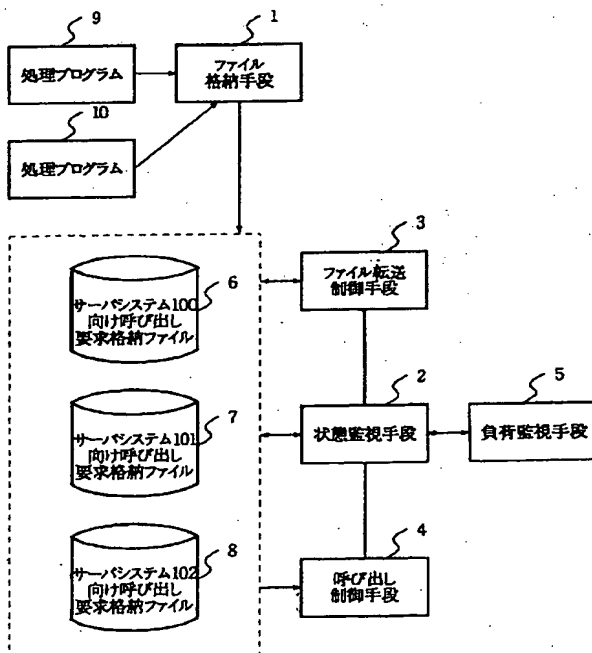 9
処理プログラム
1
ファイル
格納手段
10
処理プログラム
3
ファイル転送
制御手段
6
サーバシステム100
向け呼び出し
要求格納ファイル
2
状態監視手段
5
負荷監視手段
7
サーバシステム101
向け呼び出し
要求格納ファイル
4
呼び出し
制御手段
8
サーバシステム102
向け呼び出し
要求格納ファイル